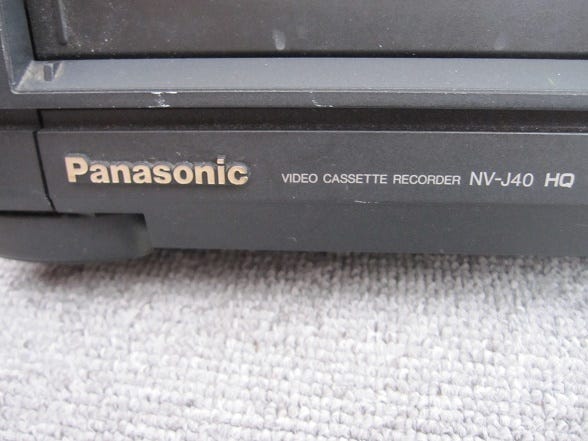 Panasonic VIDEO CASSETTE RECORDER NV-J40 HQ